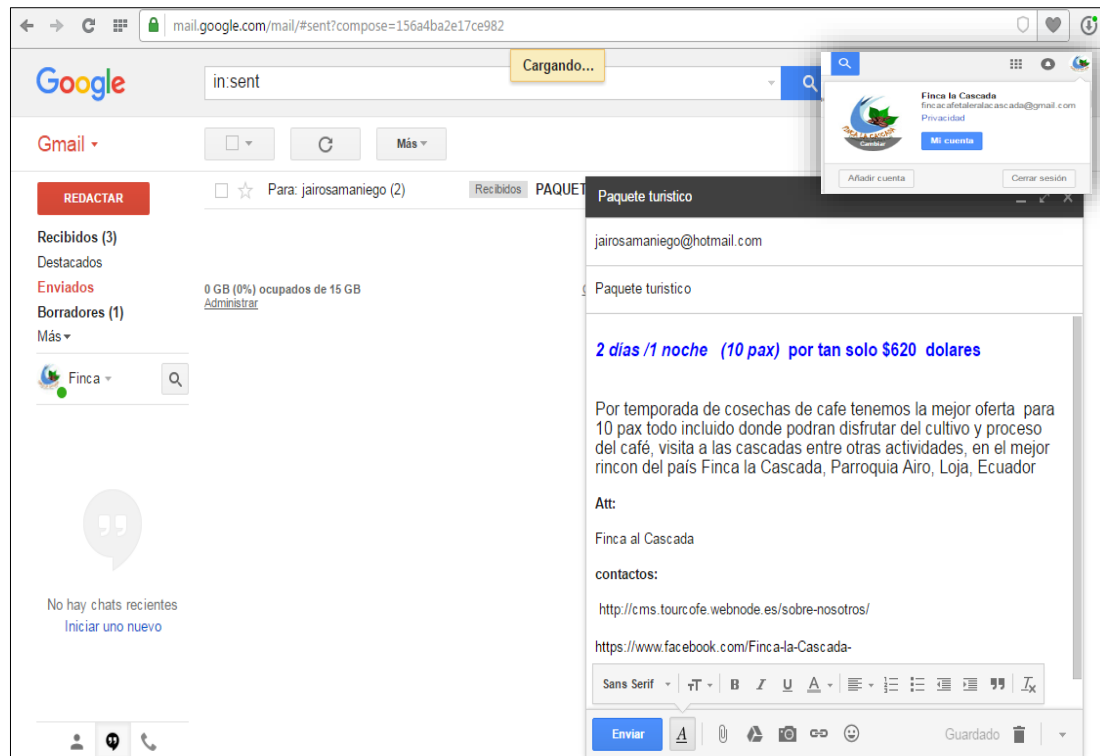 mail.google.com/mail/#sent?compose=156a4ba2e17ce982
Google
in:sent
Cargando...
Finca la Cascada
fincacafetaleralacascada@gmail.com
Privacidad
FINCA LA CASCADA
Cambiar
Mi cuenta
Añadir cuenta
Cerrar sesión
Gmail
Más
REDACTAR
Para: jairosamaniego (2)
Recibidos
PAQUET
Recibidos (3)
Destacados
Enviados
Borradores (1)
Más
0 GB (0%) ocupados de 15 GB
Administrar
Finca
No hay chats recientes
Iniciar uno nuevo
Paquete turistico
jairosamaniego@hotmail.com
Paquete turistico
2 días /1 noche (10 pax) por tan solo $620 dolares
Por temporada de cosechas de cafe tenemos la mejor oferta para
10 pax todo incluido donde podran disfrutar del cultivo y proceso
del café, visita a las cascadas entre otras actividades, en el mejor
rincon del país Finca la Cascada, Parroquia Airo, Loja, Ecuador
Att:
Finca al Cascada
contactos:
http://cms.tourcofe.webnode.es/sobre-nosotros/
https://www.facebook.com/Finca-la-Cascada-
Sans Serif
Enviar
Guardado